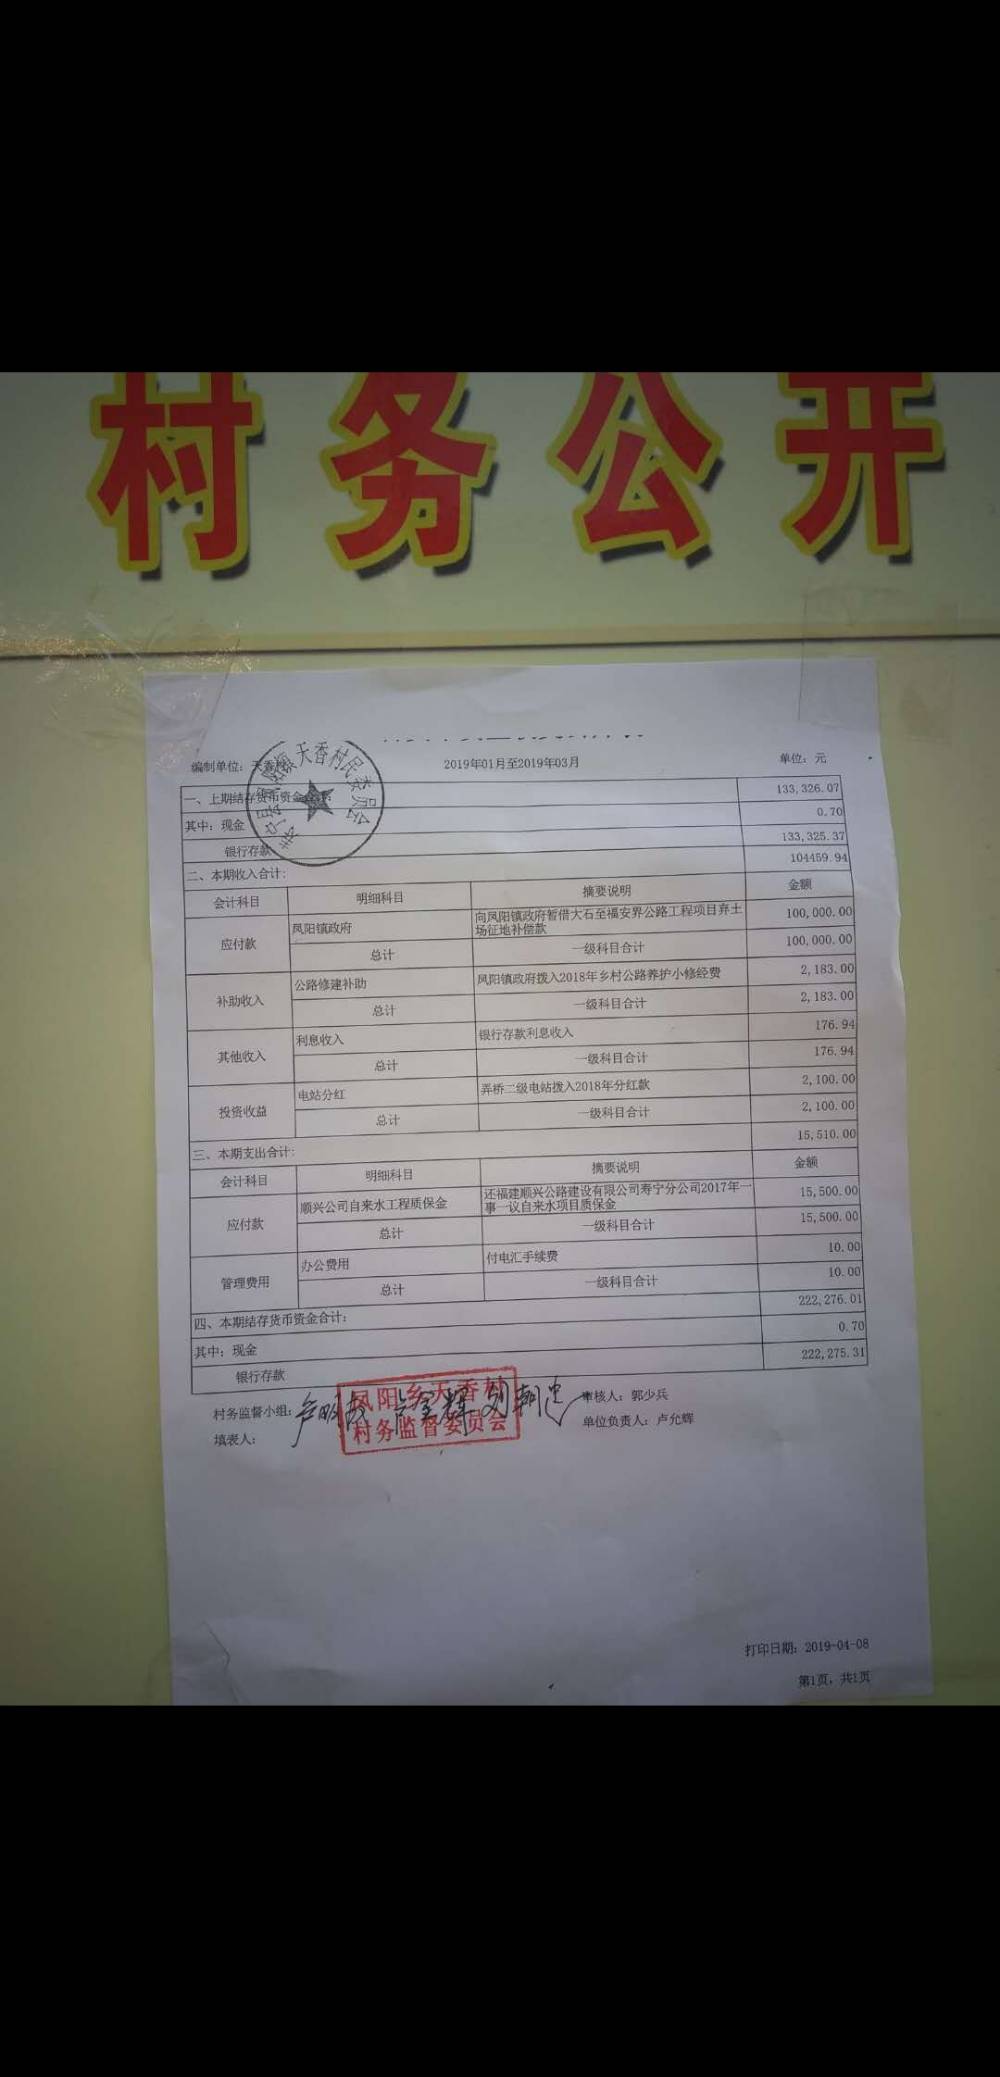 村务公开
编制单位：天香村 2019年01月至2019年03月 单位：元
寿宁县凤阳镇天香村民委员会
一、上期结存货币资金合计： 133,326.07
其中：现金 0.70
银行存款 133,325.37
二、本期收入合计： 104459.94
会计科目 明细科目 摘要说明 金额
应付款 凤阳镇政府 向凤阳镇政府暂借大石至福安界公路工程项目弃土场征地补偿款 100,000.00
总计 一级科目合计 100,000.00
补助收入 公路修建补助 凤阳镇政府拨入2018年乡村公路养护小修经费 2,183.00
总计 一级科目合计 2,183.00
其他收入 利息收入 银行存款利息收入 176.94
总计 一级科目合计 176.94
投资收益 电站分红 弄桥二级电站拨入2018年分红款 2,100.00
总计 一级科目合计 2,100.00
三、本期支出合计： 15,510.00
会计科目 明细科目 摘要说明 金额
应付款 顺兴公司自来水工程质保金 还福建顺兴公路建设有限公司寿宁分公司2017年一事一议自来水项目质保金 15,500.00
总计 一级科目合计 15,500.00
管理费用 办公费用 付电汇手续费 10.00
总计 一级科目合计 10.00
四、本期结存货币资金合计： 222,276.01
其中：现金 0.70
银行存款 222,275.31
村务监督小组： 审核人：郭少兵
填表人： 单位负责人：卢允辉
凤阳乡天香村
村务监督委员会
打印日期：2019-04-08
第1页，共1页